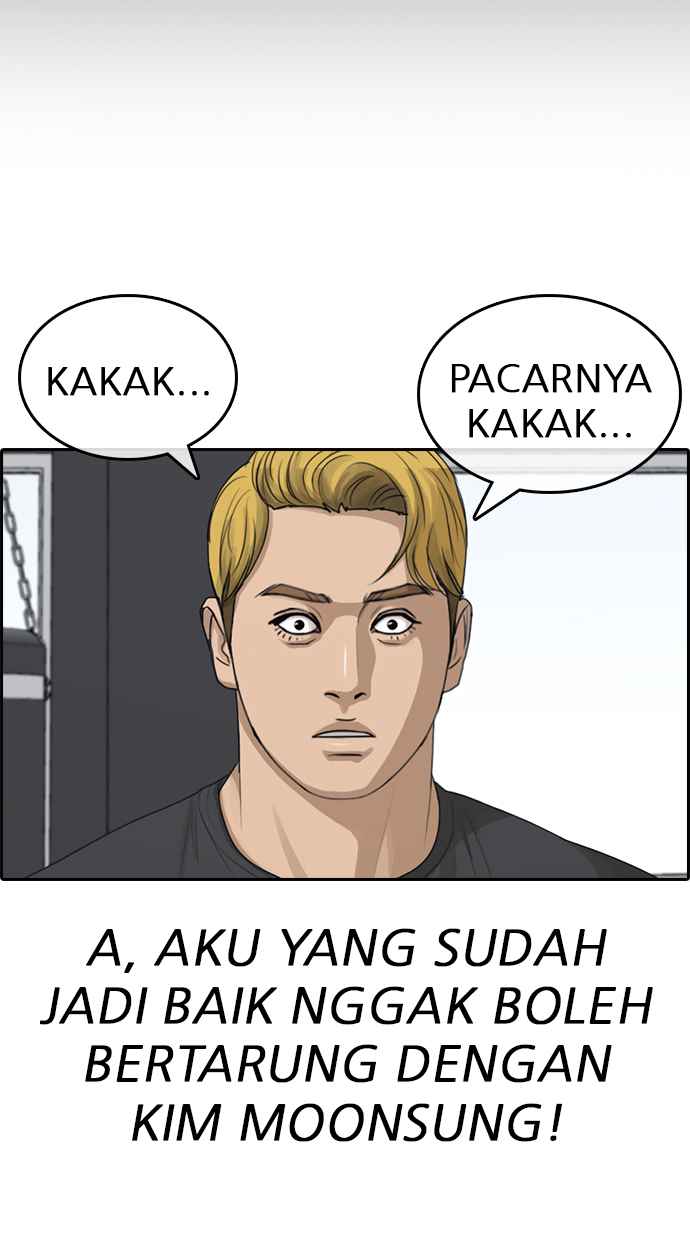 KAKAK...
PACARNYA
KAKAK...
A, AKU YANG SUDAH
JADI BAIK NGGAK BOLEH
BERTARUNG DENGAN
KIM MOONSUNG!